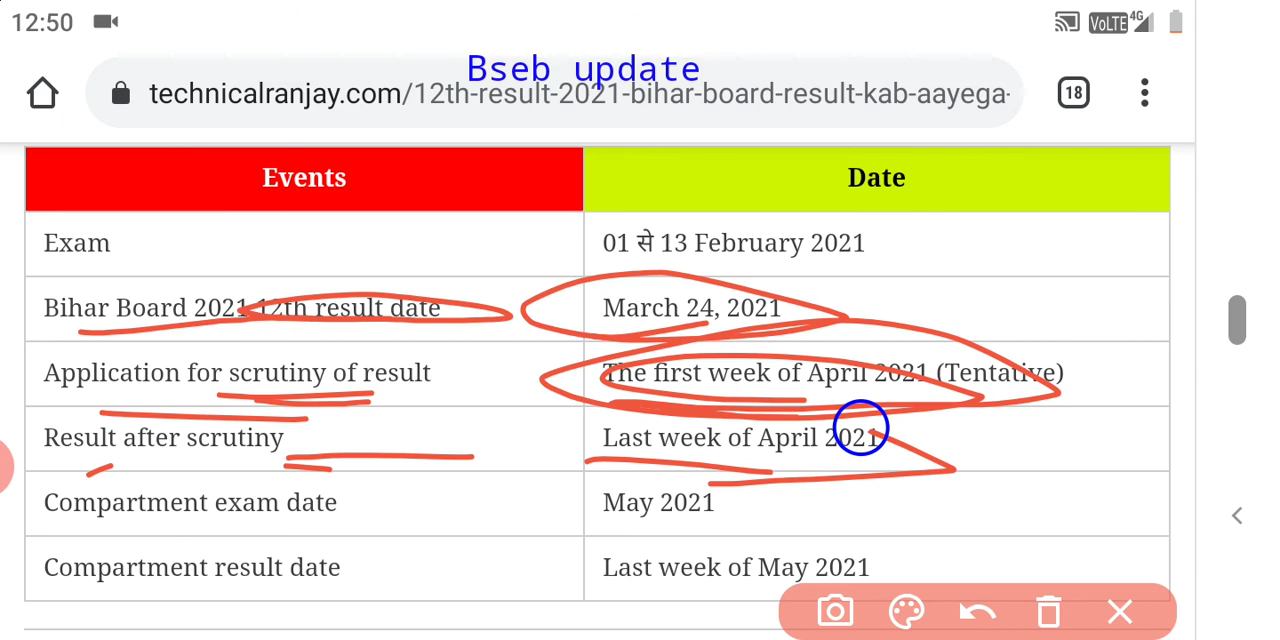 12:50
VoLTE 4G
Bseb update
technicalranjay.com/12th-result-2021-bihar-board-result-kab-aayega-
18
Events Date
Exam 01 से 13 February 2021
Bihar Board 2021 12th result date March 24, 2021
Application for scrutiny of result The first week of April 2021 (Tentative)
Result after scrutiny Last week of April 2021
Compartment exam date May 2021
Compartment result date Last week of May 2021